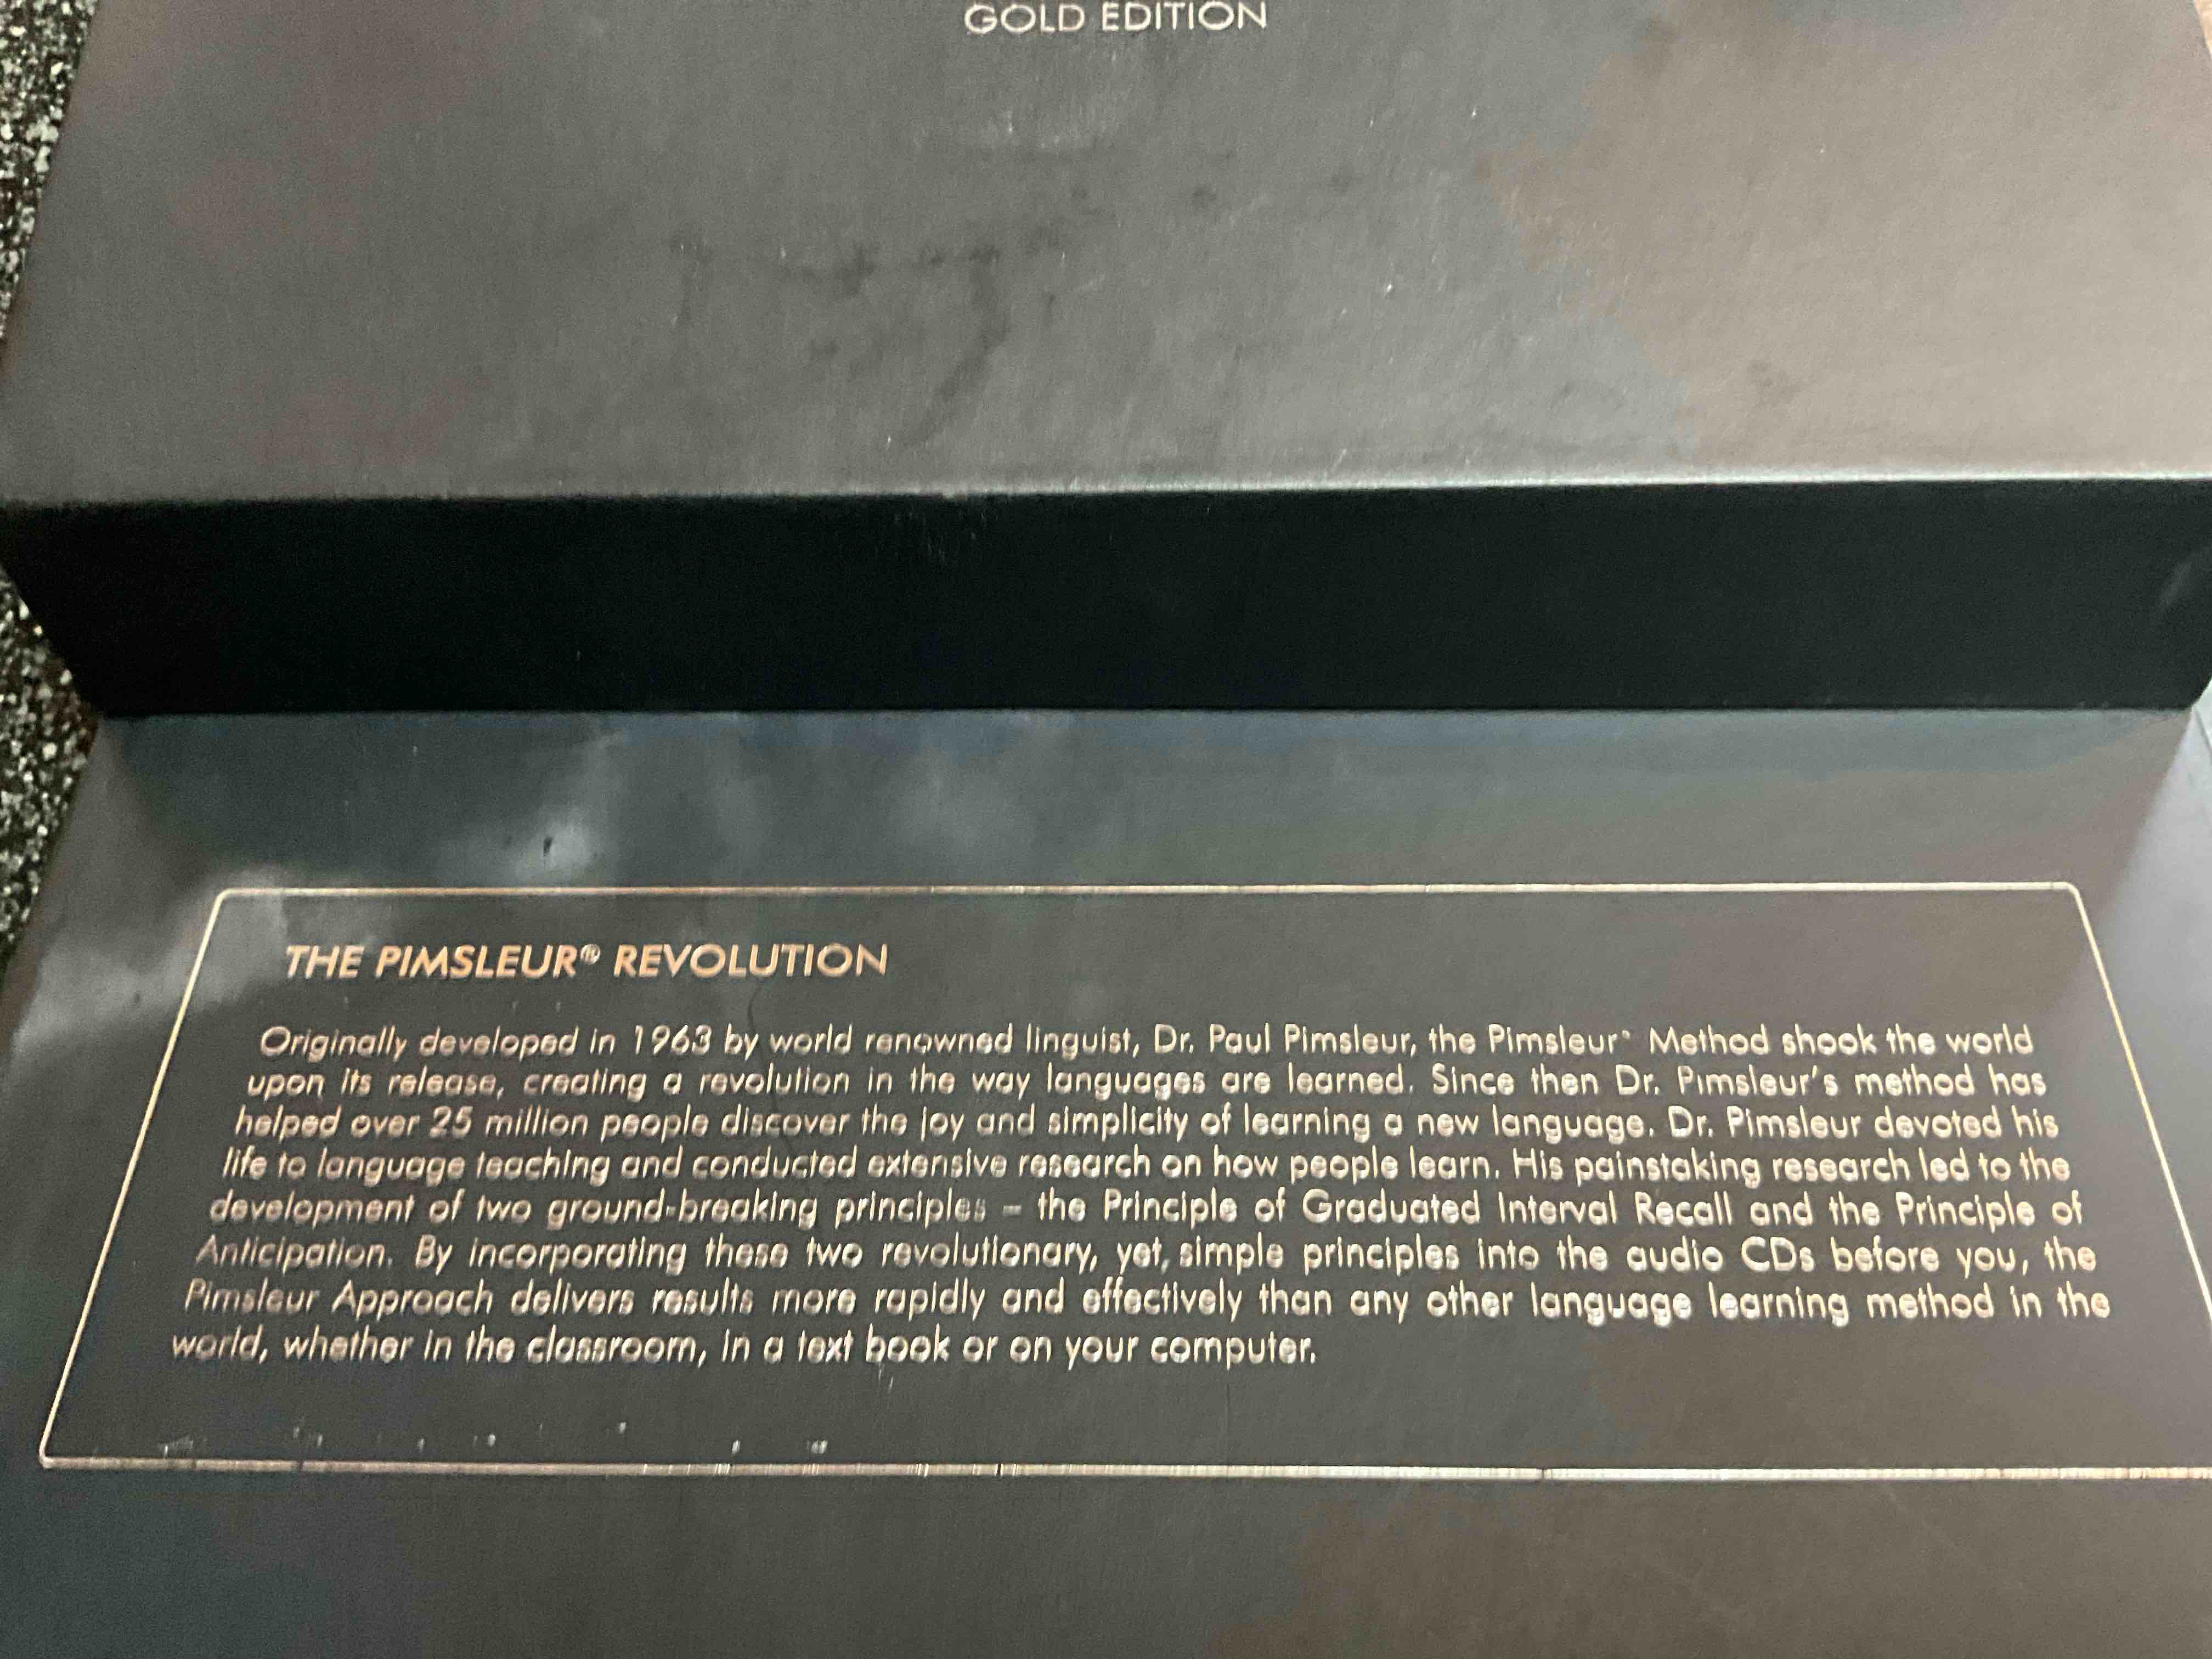 GOLD EDITION
THE PIMSLEUR® REVOLUTION
Originally developed in 1963 by world renowned linguist, Dr. Paul Pimsleur, the Pimsleur® Method shook the world
upon its release, creating a revolution in the way languages are learned. Since then Dr. Pimsleur's method has
helped over 25 million people discover the joy and simplicity of learning a new language. Dr. Pimsleur devoted his
life to language teaching and conducted extensive research on how people learn. His painstaking research led to the
development of two ground-breaking principles – the Principle of Graduated Interval Recall and the Principle of
Anticipation. By incorporating these two revolutionary, yet, simple principles into the audio CDs before you, the
Pimsleur Approach delivers results more rapidly and effectively than any other language learning method in the
world, whether in the classroom, in a text book or on your computer.